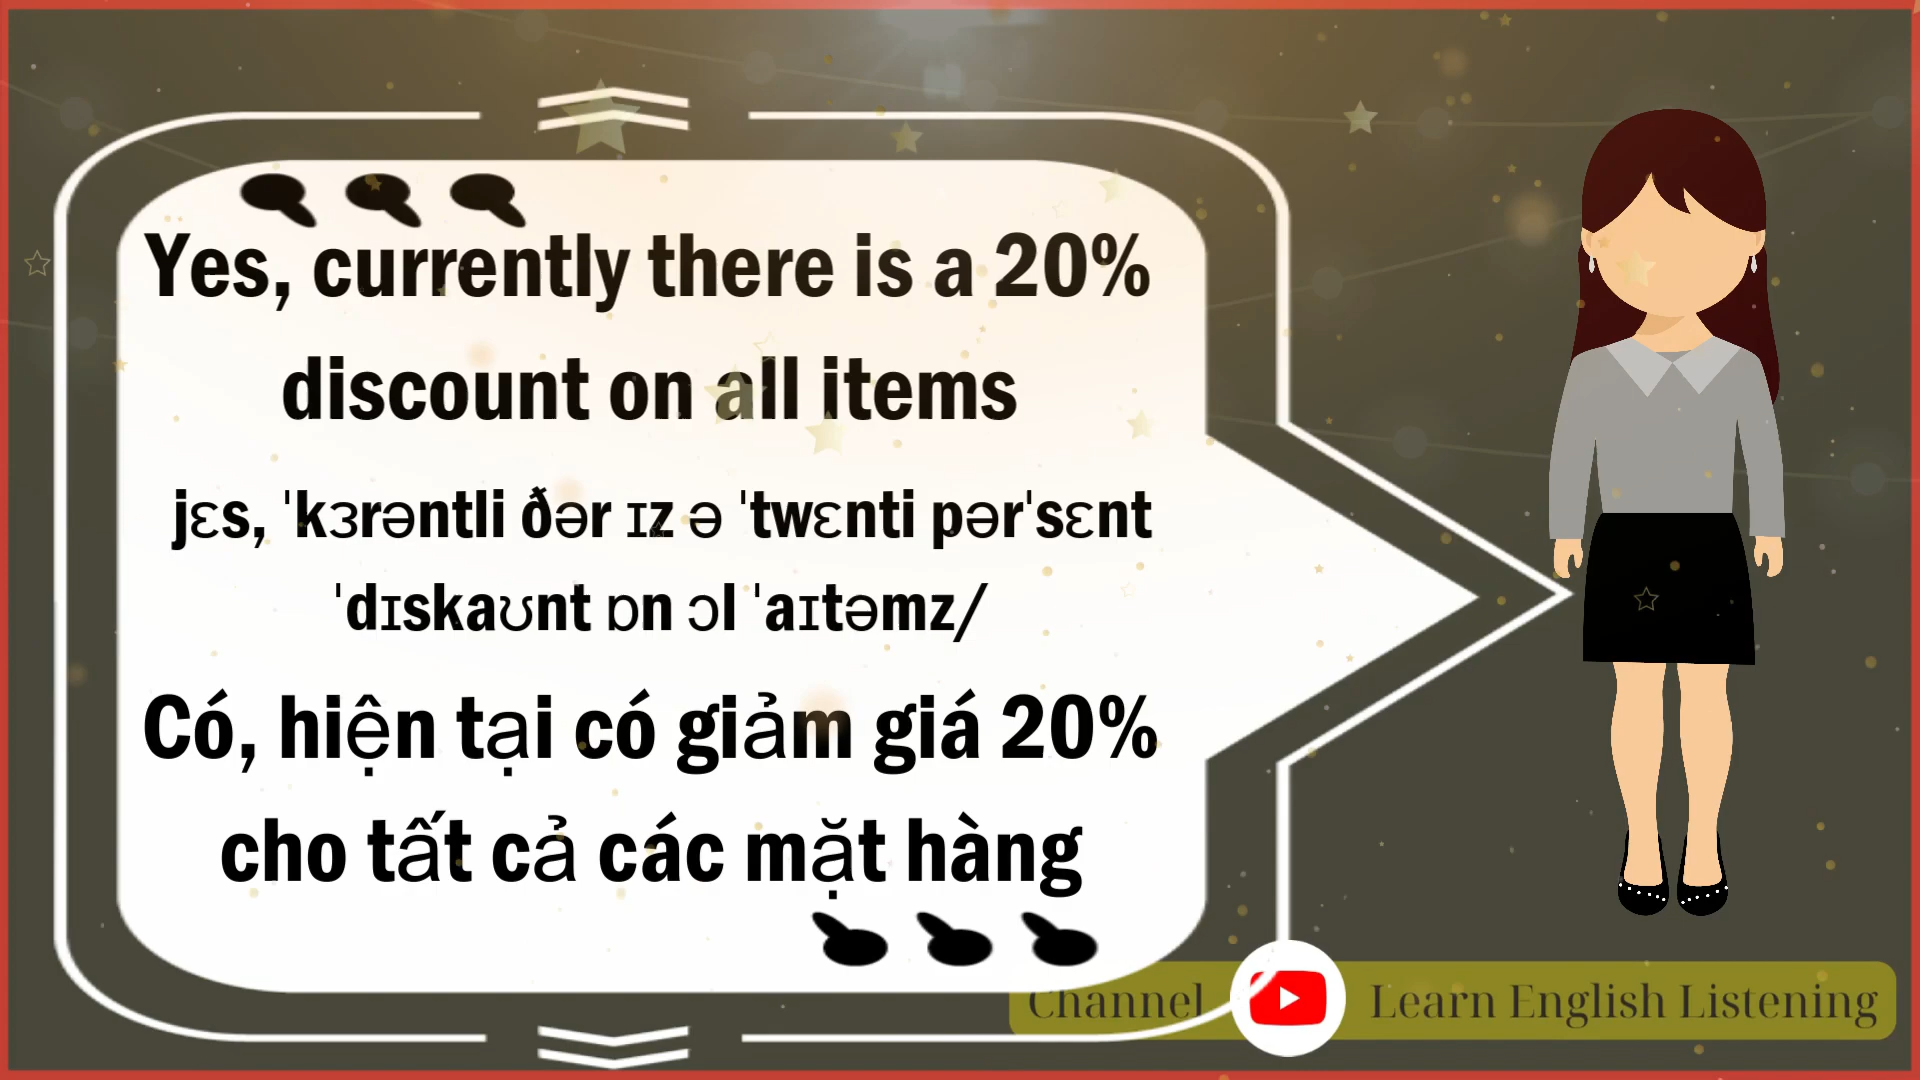 Yes, currently there is a 20%
discount on all items
jɛs, ˈkɜrəntli ðər ɪz ə ˈtwɛnti pərˈsɛnt
ˈdɪskaʊnt ɒn ɔl ˈaɪtəmz/
Có, hiện tại có giảm giá 20%
cho tất cả các mặt hàng
Channel Learn English Listening